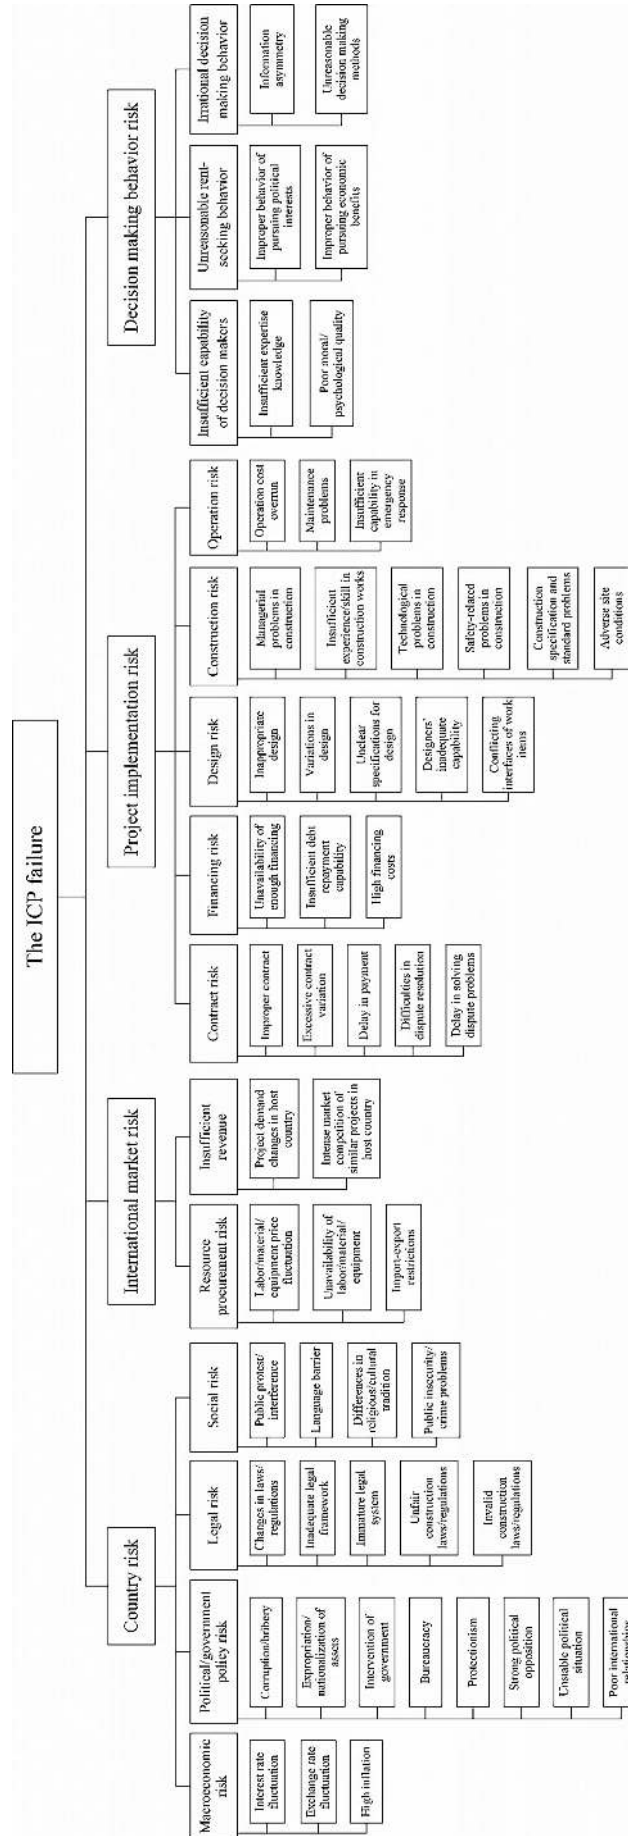 The ICP failure
Country risk
International market risk
Project implementation risk
Decision making behavior risk
Macroeconomic
risk
Interest rate
fluctuation
Exchange rate
fluctuation
High inflation
Political/government
policy risk
Corruption/bribery
Expropriation/
nationalization of
assets
Intervention of
government
Bureaucracy
Protectionism
Strong political
opposition
Unstable political
situation
Poor international
Legal risk
Changes in laws/
regulations
Inadequate legal
framework
Immature legal
system
Unfair
construction
laws/regulations
Invalid
construction
laws/regulations
Social risk
Public protest/
interference
Language barrier
Differences in
religious/cultural
tradition
Public insecurity/
crime problems
Resource
procurement risk
Labor/material/
equipment price
fluctuation
Unavailability of
labor/material/
equipment
Import-export
restrictions
Insufficient
revenue
Project demand
changes in host
country
Intense market
competition of
similar projects in
host country
Contract risk
Improper contract
Excessive contract
variation
Delay in payment
Difficulties in
dispute resolution
Delay in solving
dispute problems
Financing risk
Unavailability of
enough financing
Insufficient debt
repayment
capability
High financing
costs
Design risk
Inappropriate
design
Variations in
design
Unclear
specifications for
design
Designers'
inadequate
capability
Conflicting
interfaces of work
items
Construction risk
Managerial
problems in
construction
Insufficient
experience/skill in
construction works
Technological
problems in
construction
Safety-related
problems in
construction
Construction
specification and
standard problems
Adverse site
conditions
Operation risk
Operation cost
overrun
Maintenance
problems
Insufficient
capability in
emergency
response
Insufficient capability
of decision makers
Insufficient expertise
knowledge
Poor moral/
psychological quality
Unreasonable rent-
seeking behavior
Improper behavior of
pursuing political
interests
Improper behavior of
pursuing economic
benefits
Irrational decision
making behavior
Information
asymmetry
Unreasonable
decision making
methods